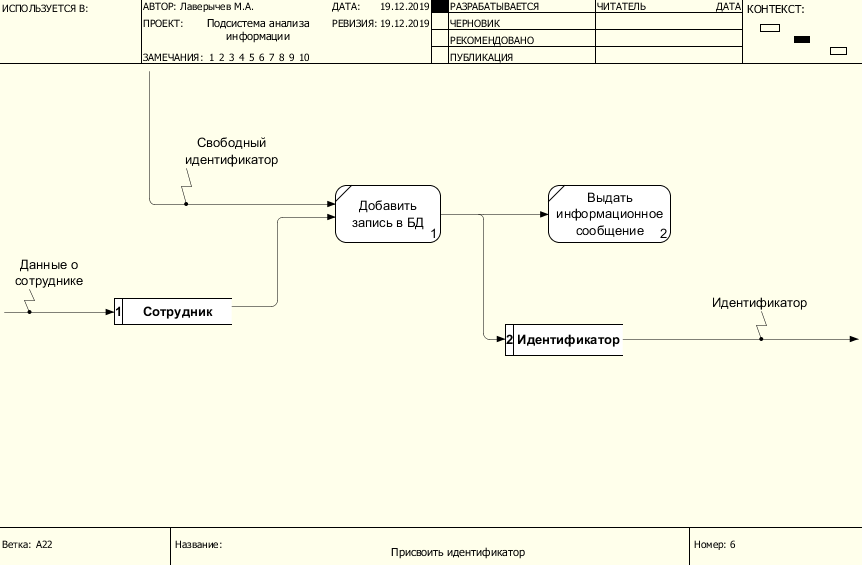 ИСПОЛЬЗУЕТСЯ В:
АВТОР: Лаверычев М.А.
ДАТА: 19.12.2019
РАЗРАБАТЫВАЕТСЯ
ЧИТАТЕЛЬ
ДАТА
КОНТЕКСТ:
ПРОЕКТ: Подсистема анализа
информации
РЕВИЗИЯ: 19.12.2019
ЧЕРНОВИК
РЕКОМЕНДОВАНО
ЗАМЕЧАНИЯ: 1 2 3 4 5 6 7 8 9 10
ПУБЛИКАЦИЯ
Свободный
идентификатор
Добавить
запись в БД
1
Выдать
информационное
сообщение
2
Данные о
сотруднике
1 Сотрудник
Идентификатор
2 Идентификатор
Ветка: A22
Название:
Присвоить идентификатор
Номер: 6